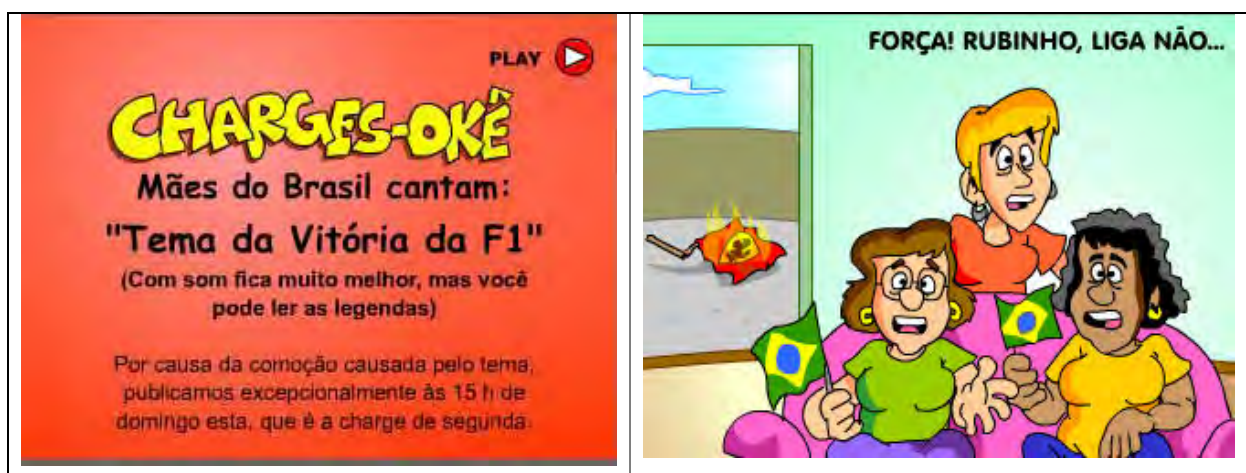 PLAY
CHARGES-OKÊ
Mães do Brasil cantam:
"Tema da Vitória da F1"
(Com som fica muito melhor, mas você
pode ler as legendas)
Por causa da comoção causada pelo tema,
publicamos excepcionalmente às 15 h de
domingo esta, que é a charge de segunda.
FORÇA! RUBINHO, LIGA NÃO...